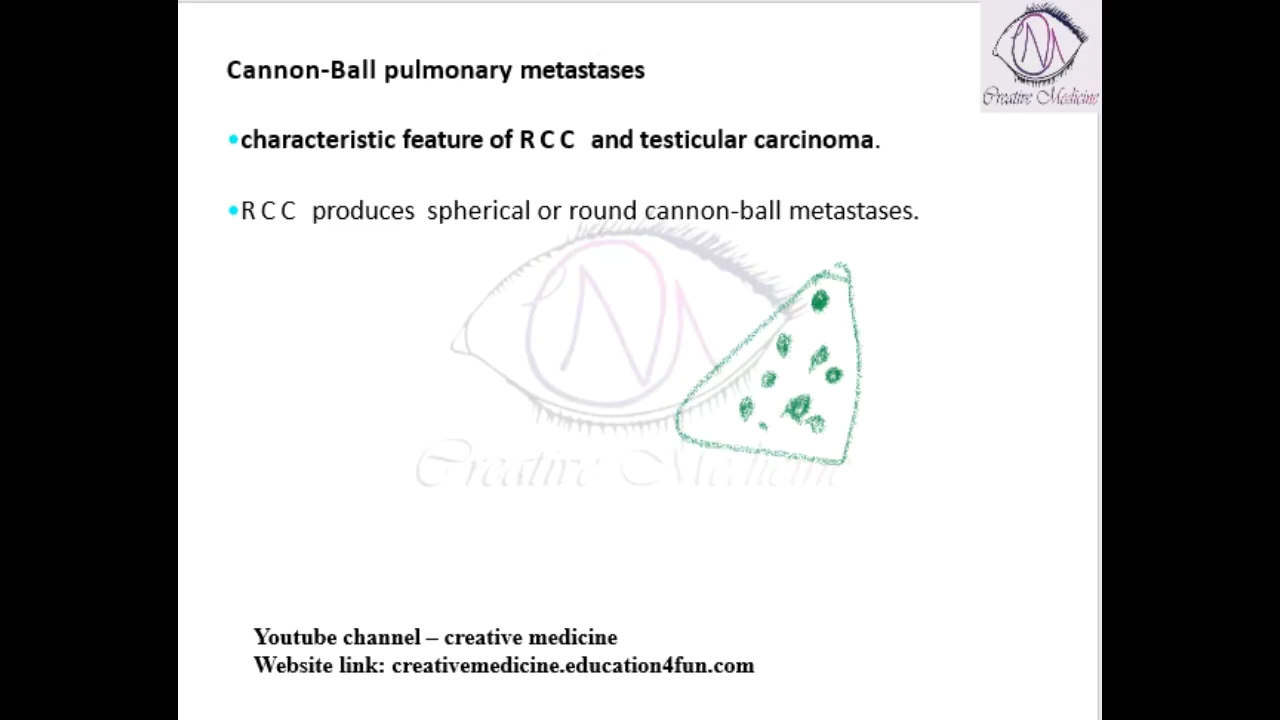 Creative Medicine
Cannon-Ball pulmonary metastases
•characteristic feature of R C C and testicular carcinoma.
•R C C produces spherical or round cannon-ball metastases.
Creative Medicine
Youtube channel – creative medicine
Website link: creativemedicine.education4fun.com